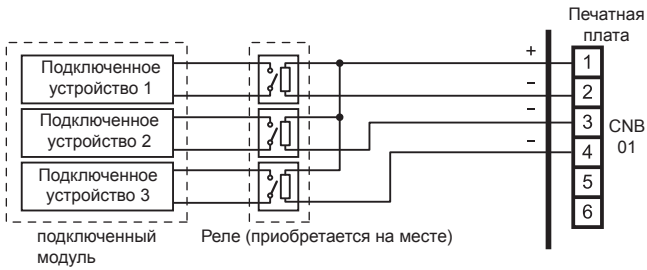 Печатная
плата
+
1
Подключенное
устройство 1
–
2
–
Подключенное
устройство 2
3
CNB
01
–
4
Подключенное
устройство 3
5
6
подключенный
модуль
Реле (приобретается на месте)